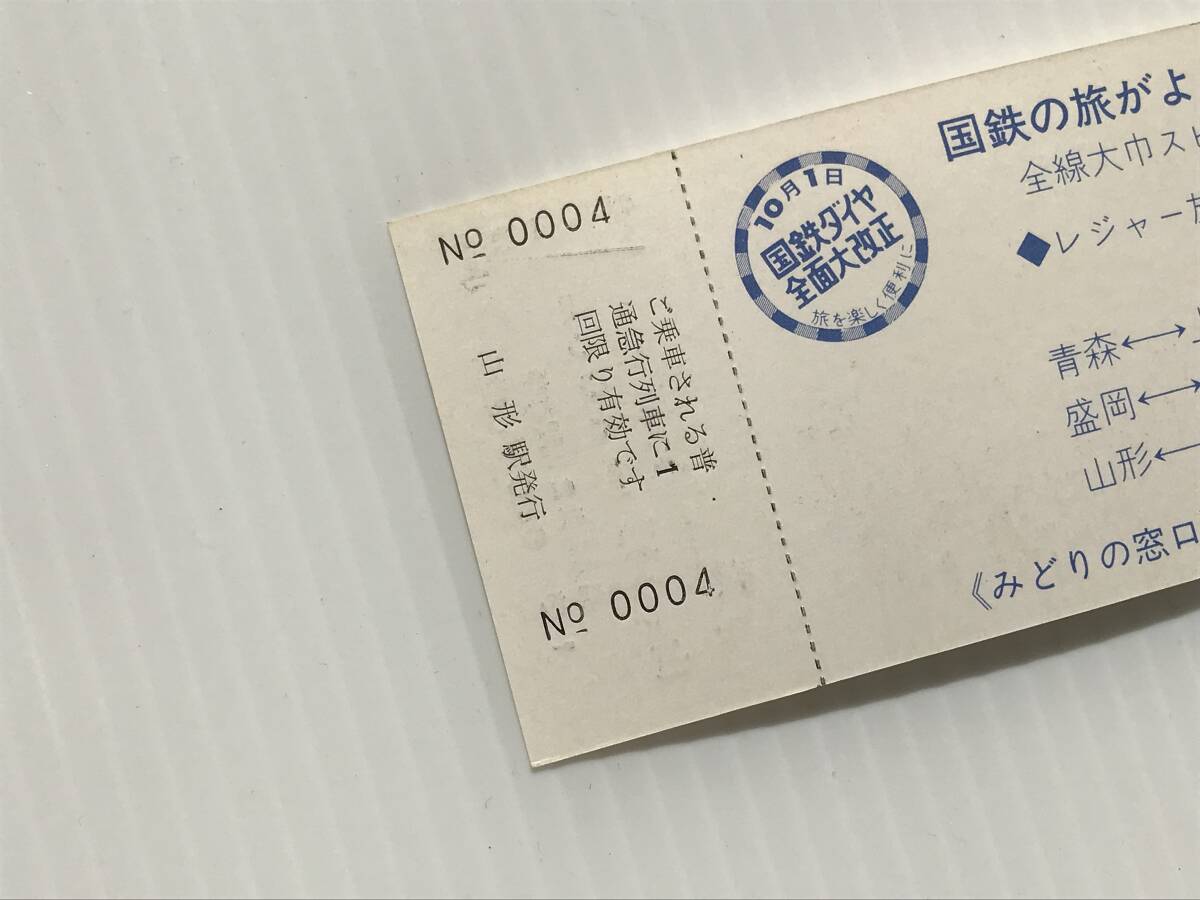 № 0004
ご乗車される普
通急行列車に1
回限り有効です
山形駅発行
№ 0004
10月1日
国鉄ダイヤ
全面大改正
旅を楽しく便利に
国鉄の旅がよ
全線大巾スピ
◆レジャーか
青森⟷上
盛岡⟷
山形⟵
《みどりの窓口